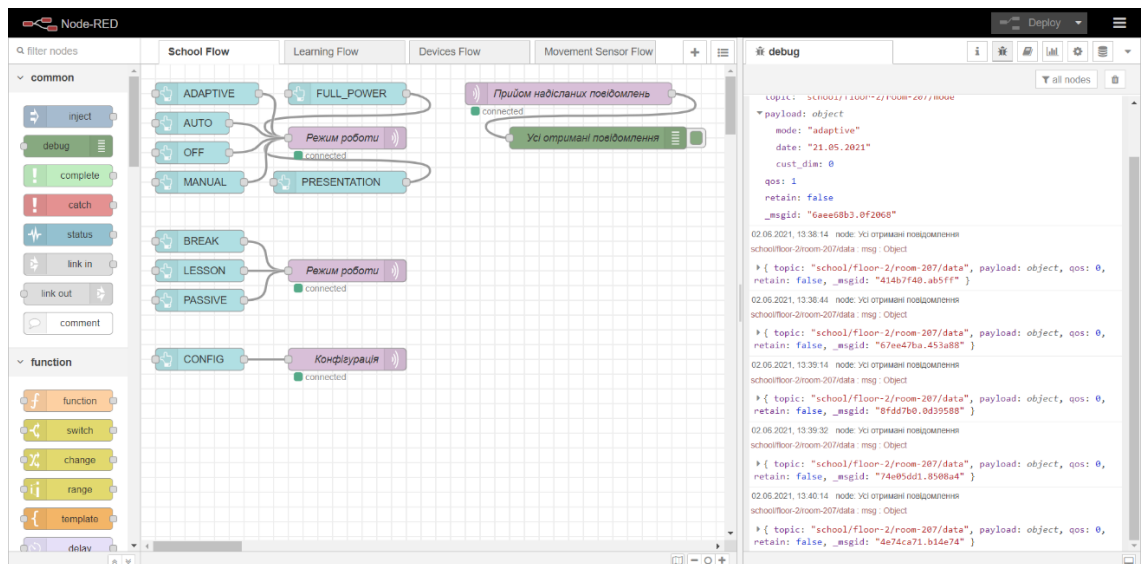 Node-RED
Deploy
filter nodes
School Flow
Learning Flow
Devices Flow
Movement Sensor Flow
debug
i
all nodes
common
inject
debug
complete
catch
status
link in
link out
comment
function
function
switch
change
range
template
delay
ADAPTIVE
FULL_POWER
AUTO
Режим роботи
connected
OFF
MANUAL
PRESENTATION
Прийом надісланих повідомлень
connected
Усі отримані повідомлення
BREAK
LESSON
Режим роботи
connected
PASSIVE
CONFIG
Конфігурація
connected
topic: "school/floor-2/room-207/mode"
payload: object
mode: "adaptive"
date: "21.05.2021"
cust_dim: 0
qos: 1
retain: false
_msgid: "6aee68b3.0f2068"
02.06.2021, 13:38:14 node: Усі отримані повідомлення
school/floor-2/room-207/data : msg : Object
{ topic: "school/floor-2/room-207/data", payload: object, qos: 0,
retain: false, _msgid: "414b7f40.ab5ff" }
02.06.2021, 13:38:44 node: Усі отримані повідомлення
school/floor-2/room-207/data : msg : Object
{ topic: "school/floor-2/room-207/data", payload: object, qos: 0,
retain: false, _msgid: "67ee47ba.453a88" }
02.06.2021, 13:39:14 node: Усі отримані повідомлення
school/floor-2/room-207/data : msg : Object
{ topic: "school/floor-2/room-207/data", payload: object, qos: 0,
retain: false, _msgid: "8fdd7b0.0d39588" }
02.06.2021, 13:39:32 node: Усі отримані повідомлення
school/floor-2/room-207/data : msg : Object
{ topic: "school/floor-2/room-207/data", payload: object, qos: 0,
retain: false, _msgid: "74e05dd1.8508a4" }
02.06.2021, 13:40:14 node: Усі отримані повідомлення
school/floor-2/room-207/data : msg : Object
{ topic: "school/floor-2/room-207/data", payload: object, qos: 0,
retain: false, _msgid: "4e74ca71.b14e74" }